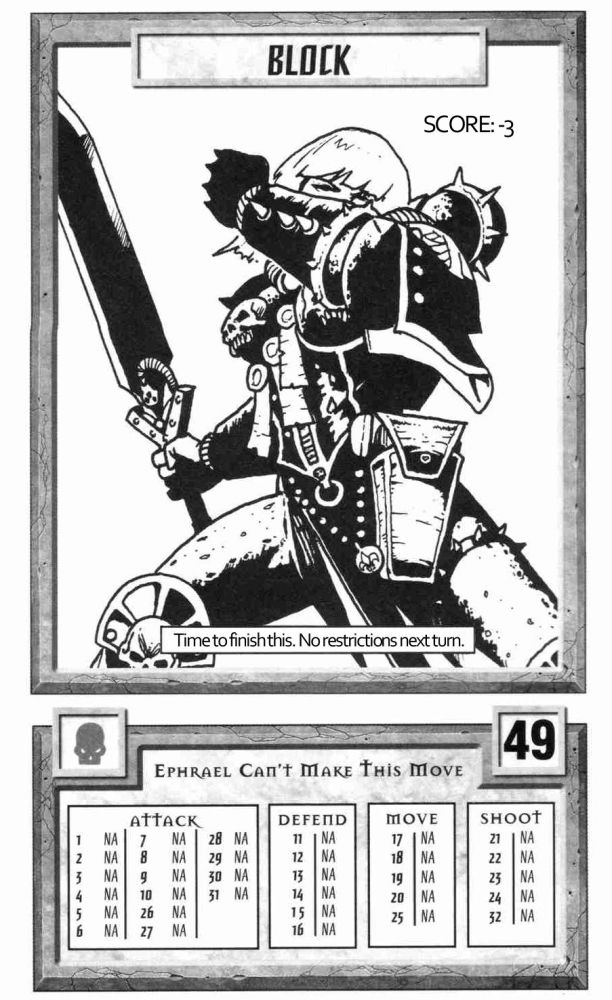 BLOCK
SCORE: -3
Time to finish this. No restrictions next turn.
49
Ephrael Can't Make This Move
ATTACK
1 NA 7 NA 28 NA
2 NA 8 NA 29 NA
3 NA 9 NA 30 NA
4 NA 10 NA 31 NA
5 NA 26 NA
6 NA 27 NA
DEFEND
11 NA
12 NA
13 NA
14 NA
15 NA
16 NA
MOVE
17 NA
18 NA
19 NA
20 NA
25 NA
SHOOT
21 NA
22 NA
23 NA
24 NA
32 NA